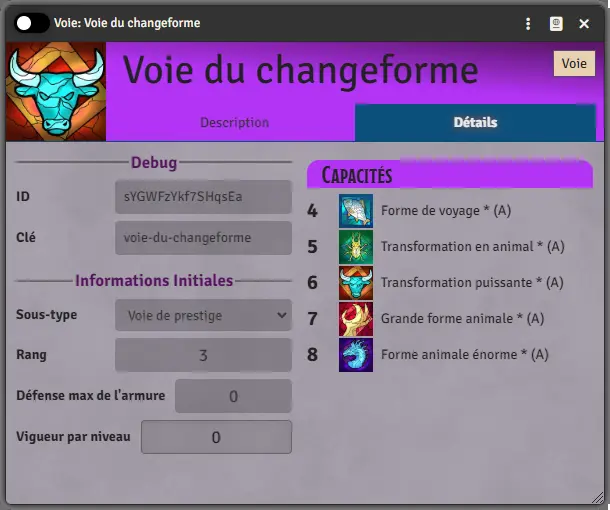 Voie: Voie du changeforme
Voie du changeforme
Voie
Description
Détails
Debug
ID
sYGWFzYkf7SHqsEa
Clé
voie-du-changeforme
Informations Initiales
Sous-type
Voie de prestige
Rang
3
Défense max de l'armure
0
Vigueur par niveau
0
Capacités
4 Forme de voyage * (A)
5 Transformation en animal * (A)
6 Transformation puissante * (A)
7 Grande forme animale * (A)
8 Forme animale énorme * (A)